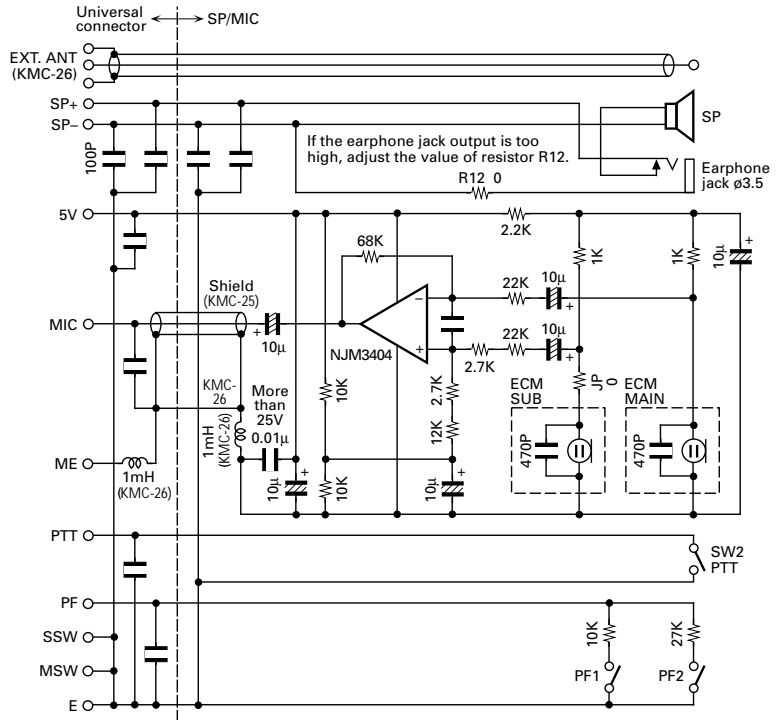 Universal
connector
SP/MIC
EXT. ANT
(KMC-26)
SP+
SP–
SP
100P
If the earphone jack output is too
high, adjust the value of resistor R12.
R12 0
Earphone
jack ø3.5
5V
2.2K
68K
1K
1K
10µ
+
Shield
(KMC-25)
22K
10µ
+
MIC
+
10µ
–
+
NJM3404
22K
10µ
+
2.7K
JP
0
KMC-
26
More
than
25V
0.01µ
1mH
(KMC-26)
10K
2.7K
12K
ECM
SUB
ECM
MAIN
470P
470P
ME
1mH
(KMC-26)
10µ
+
10K
10µ
+
PTT
SW2
PTT
PF
SSW
10K
27K
MSW
PF1
PF2
E